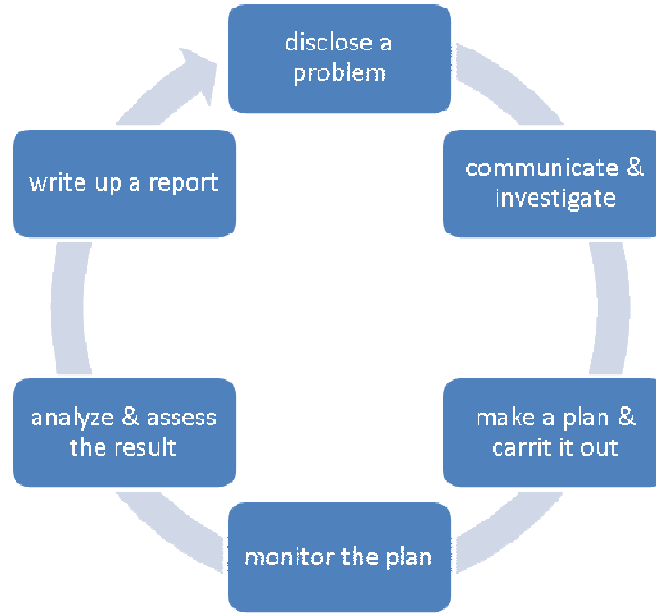 disclose a
problem
communicate &
investigate
make a plan &
carrit it out
monitor the plan
analyze & assess
the result
write up a report